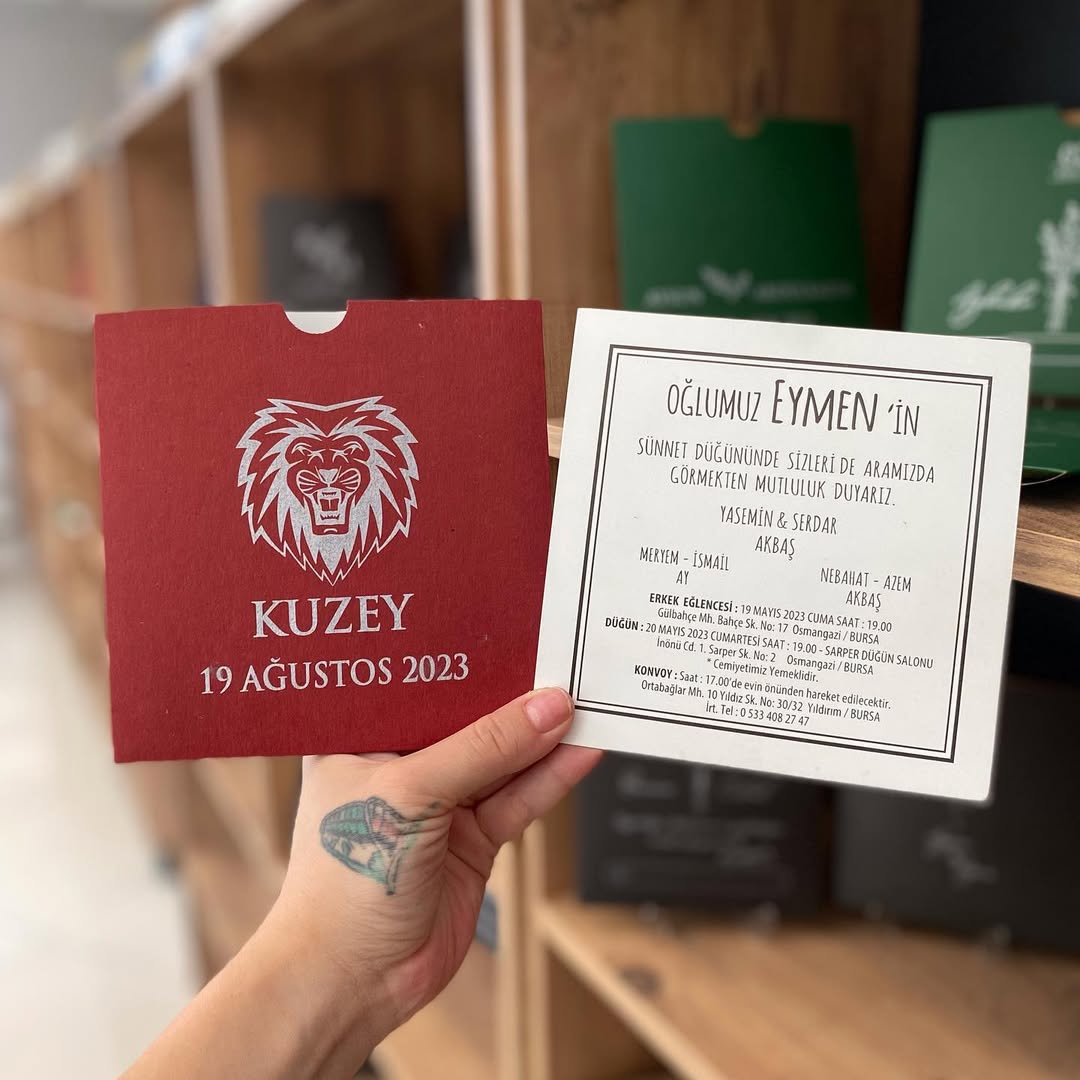 KUZEY
19 AĞUSTOS 2023
OĞLUMUZ EYMEN 'İN
SÜNNET DÜĞÜNÜNDE SİZLERİ DE ARAMIZDA
GÖRMEKTEN MUTLULUK DUYARIZ.
YASEMİN & SERDAR
AKBAŞ
MERYEM - İSMAİL
AY
NEBAHAT - AZEM
AKBAŞ
ERKEK EĞLENCESİ : 19 MAYIS 2023 CUMA SAAT : 19.00
Gülbahçe Mh. Bahçe Sk. No: 17 Osmangazi / BURSA
DÜĞÜN : 20 MAYIS 2023 CUMARTESİ SAAT : 19.00 - SARPER DÜĞÜN SALONU
İnönü Cd. 1. Sarper Sk. No: 2 Osmangazi / BURSA
* Cemiyetimiz Yemeklidir.
KONVOY : Saat : 17.00'de evin önünden hareket edilecektir.
Ortabağlar Mh. 10 Yıldız Sk. No: 30/32 Yıldırım / BURSA
İrt. Tel : 0 533 408 27 47